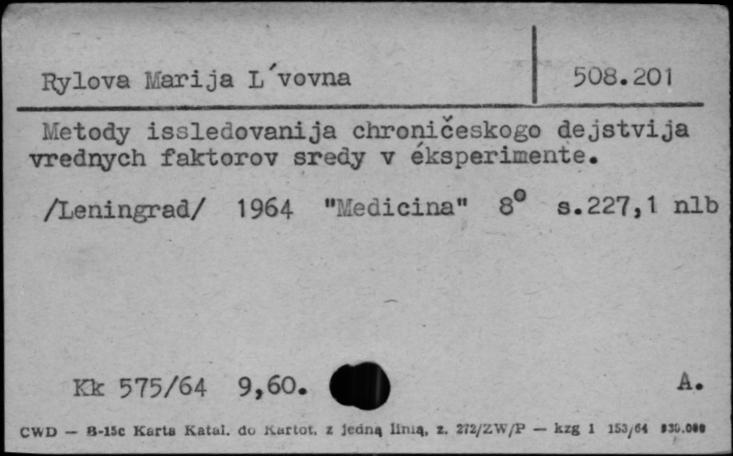 Rylova Marija L´vovna 508.201
Metody issledovanija chroničeskogo dejstvija
vrednych faktorov sredy v éksperimente.
/Leningrad/ 1964 "Medicina" 8° s.227,1 nlb
Kk 575/64 9,60. A.
CWD — B-15c Karta Katal. do Kartot. z jedną linią, z. 272/ZW/P — kzg 1 153/64